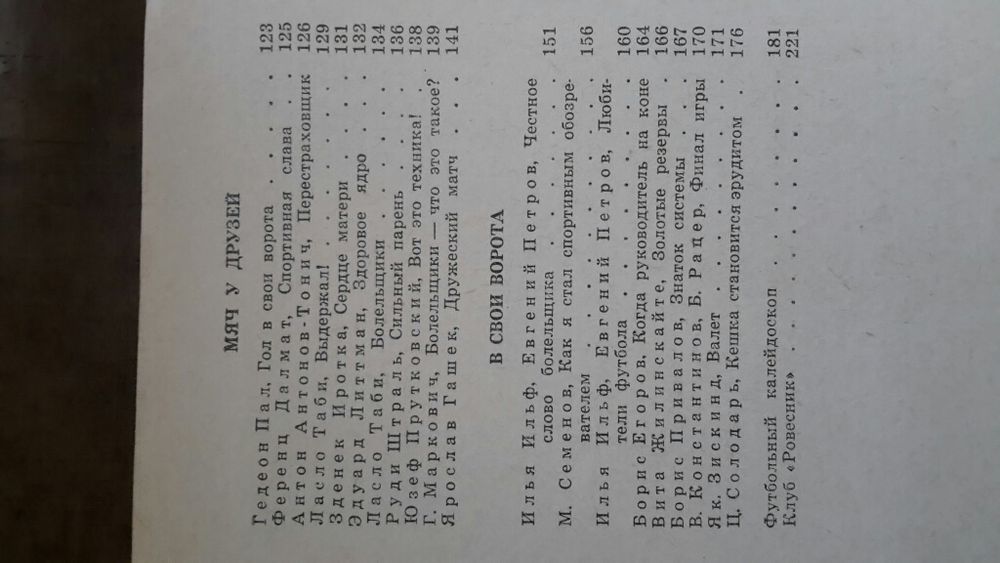 МЯЧ У ДРУЗЕЙ
Гедеон Пал, Гол в свои ворота . . . . . 123
Ференц Далмат, Спортивная слава . . 125
Антон Антонов-Тонич, Перестраховщик 126
Ласло Таби, Выдержал! . . . . . . 129
Зденек Иротка, Сердце матери . . . . 131
Эдуард Литтман, Здоровое ядро . . . 132
Ласло Таби, Болельщики . . . . . . 134
Руди Штраль, Сильный парень . . . . 136
Юзеф Прутковский, Вот это техника! . 138
Г. Маркович, Болельщики — что это такое? 139
Ярослав Гашек, Дружеский матч . . . 141
В СВОИ ВОРОТА
Илья Ильф, Евгений Петров, Честное
слово болельщика . . . . . . . 151
М. Семенов, Как я стал спортивным обозре-
вателем . . . . . . . . . 156
Илья Ильф, Евгений Петров, Люби-
тели футбола . . . . . . . . 160
Борис Егоров, Когда руководитель на коне 164
Вита Жилинскайте, Золотые резервы . 166
Борис Привалов, Знаток системы . . . 167
В. Константинов, Б. Рацер, Финал игры 170
Як. Зискинд, Валет . . . . . . . 171
Ц. Солодарь, Кешка становится эрудитом . 176
Футбольный калейдоскоп . . . . . . 181
Клуб «Ровесник» . . . . . . . . 221